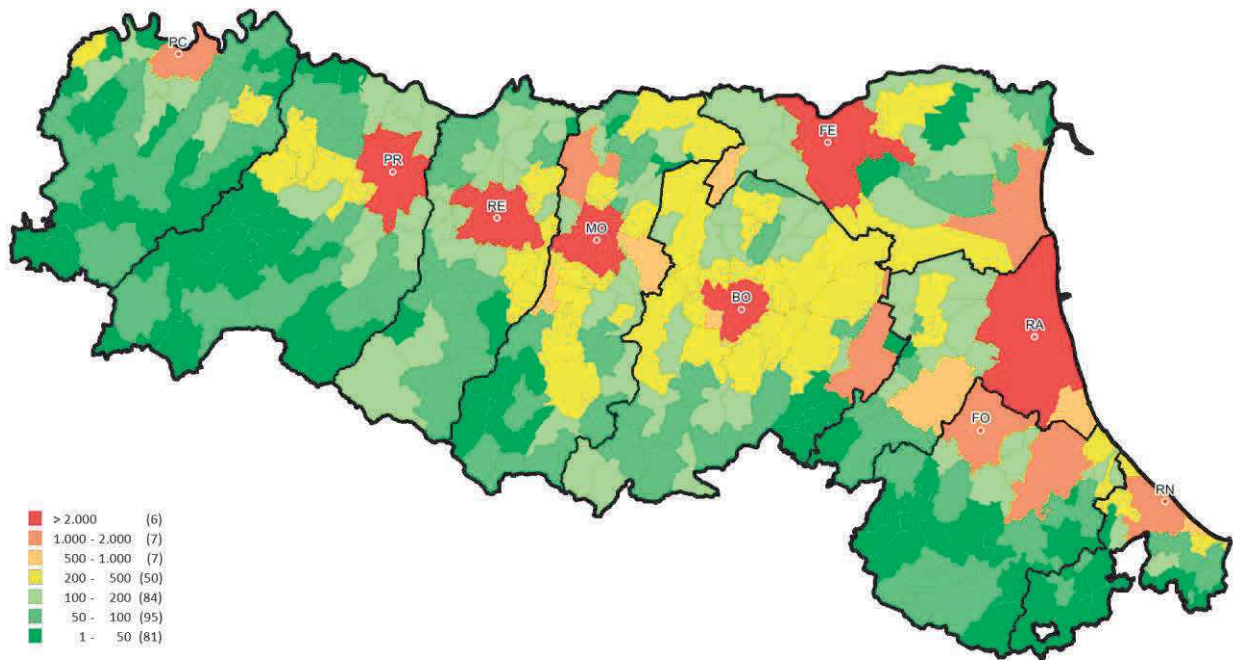 PC
FE
PR
RE
MO
BO
RA
FO
RN
> 2.000 (6)
1.000 - 2.000 (7)
500 - 1.000 (7)
200 - 500 (50)
100 - 200 (84)
50 - 100 (95)
1 - 50 (81)